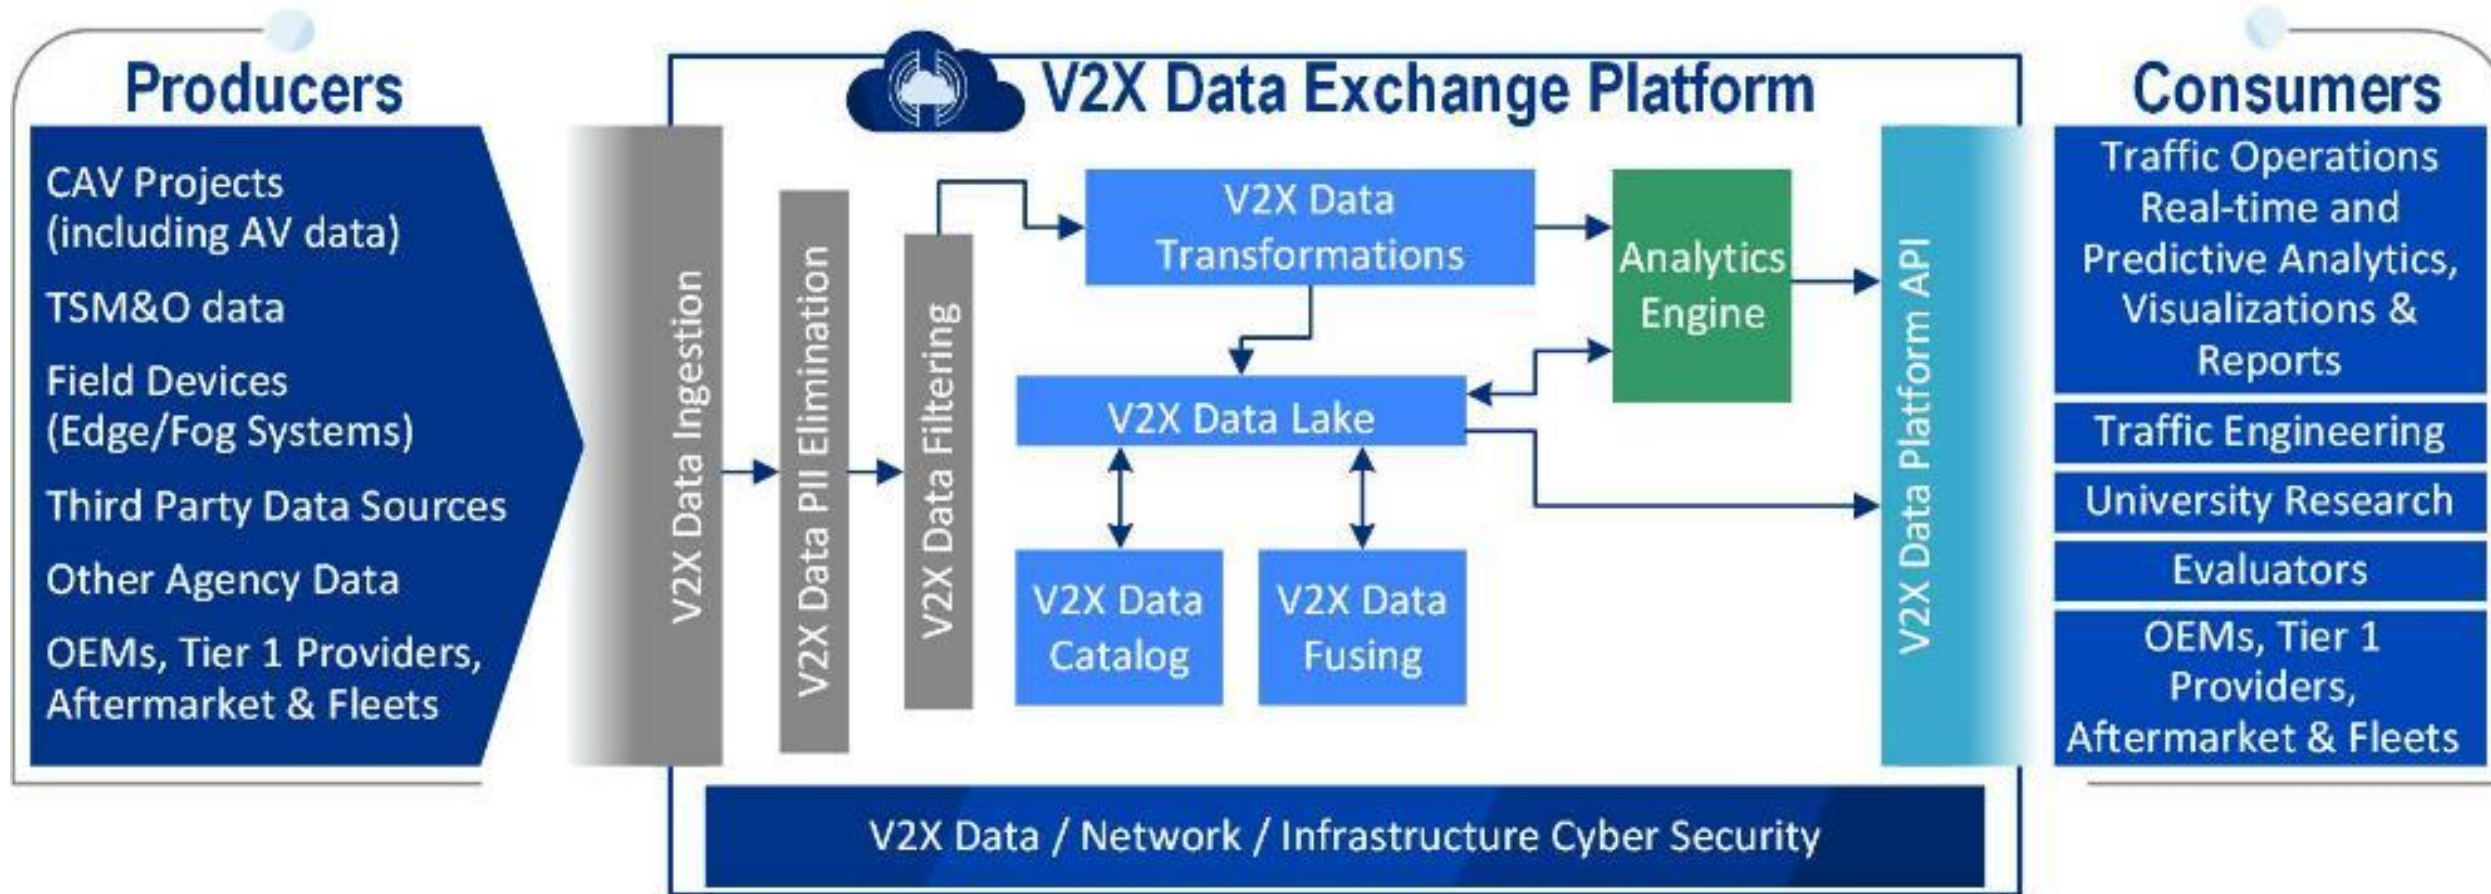 Producers
CAV Projects
(including AV data)
TSM&O data
Field Devices
(Edge/Fog Systems)
Third Party Data Sources
Other Agency Data
OEMs, Tier 1 Providers,
Aftermarket & Fleets
V2X Data Exchange Platform
V2X Data Ingestion
V2X Data PII Elimination
V2X Data Filtering
V2X Data
Transformations
V2X Data Lake
V2X Data
Catalog
V2X Data
Fusing
Analytics
Engine
V2X Data Platform API
V2X Data / Network / Infrastructure Cyber Security
Consumers
Traffic Operations
Real-time and
Predictive Analytics,
Visualizations &
Reports
Traffic Engineering
University Research
Evaluators
OEMs, Tier 1
Providers,
Aftermarket & Fleets